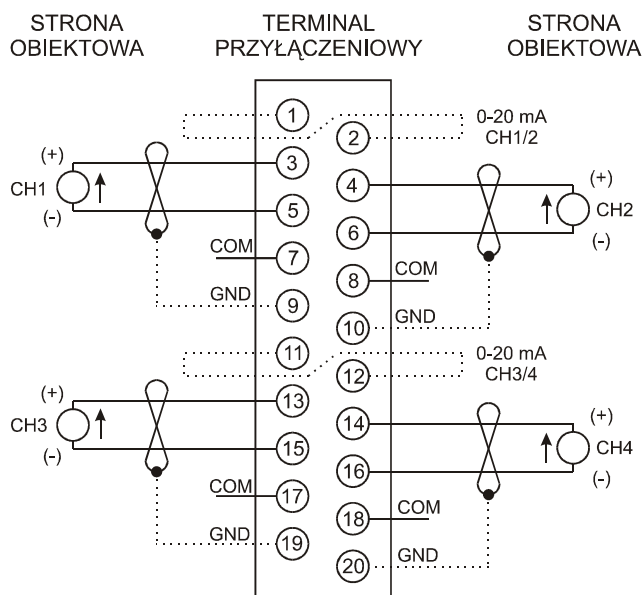 STRONA
OBIEKTOWA
TERMINAL
PRZYŁĄCZENIOWY
STRONA
OBIEKTOWA
1
0-20 mA
CH1/2
2
(+)
3
CH1
4
(+)
(-)
5
CH2
6
(-)
COM
7
COM
8
GND
9
GND
10
11
0-20 mA
CH3/4
12
(+)
13
CH3
14
(+)
(-)
15
CH4
16
(-)
COM
17
COM
18
GND
19
GND
20